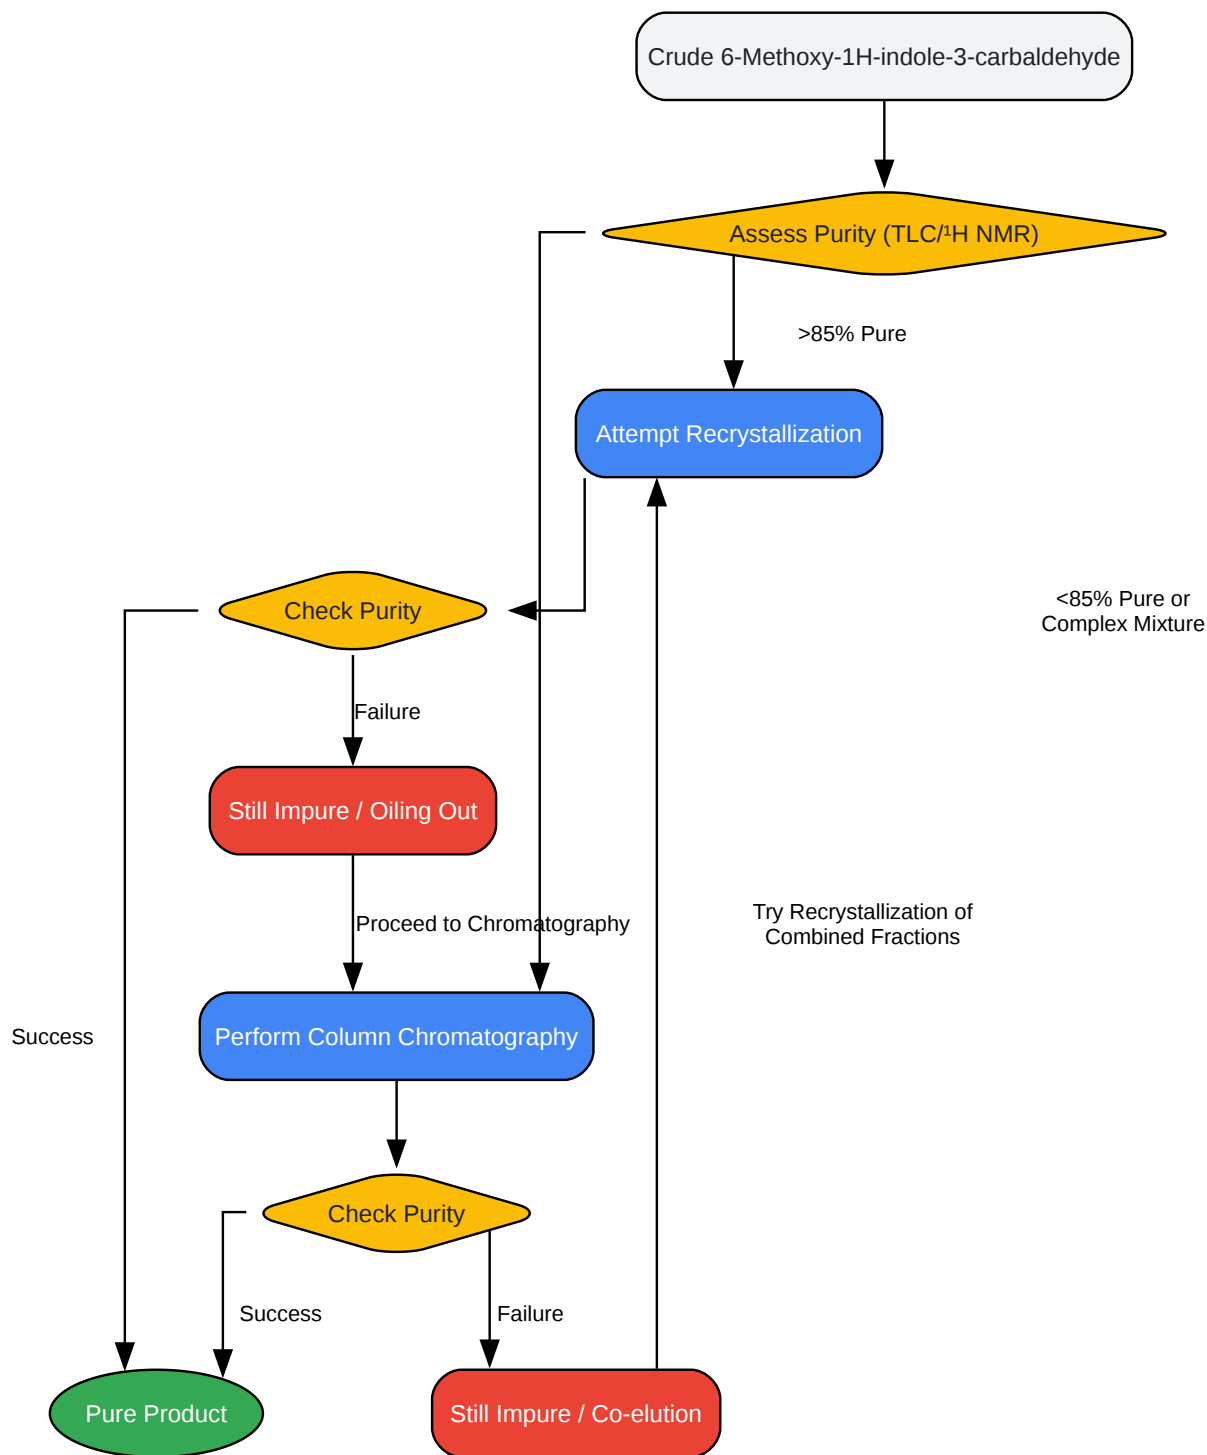 Crude 6-Methoxy-1H-indole-3-carbaldehyde
Assess Purity (TLC/¹H NMR)
>85% Pure
Attempt Recrystallization
Check Purity
<85% Pure or
Complex Mixture
Failure
Still Impure / Oiling Out
Proceed to Chromatography
Try Recrystallization of
Combined Fractions
Success
Perform Column Chromatography
Check Purity
Success
Failure
Pure Product
Still Impure / Co-elution